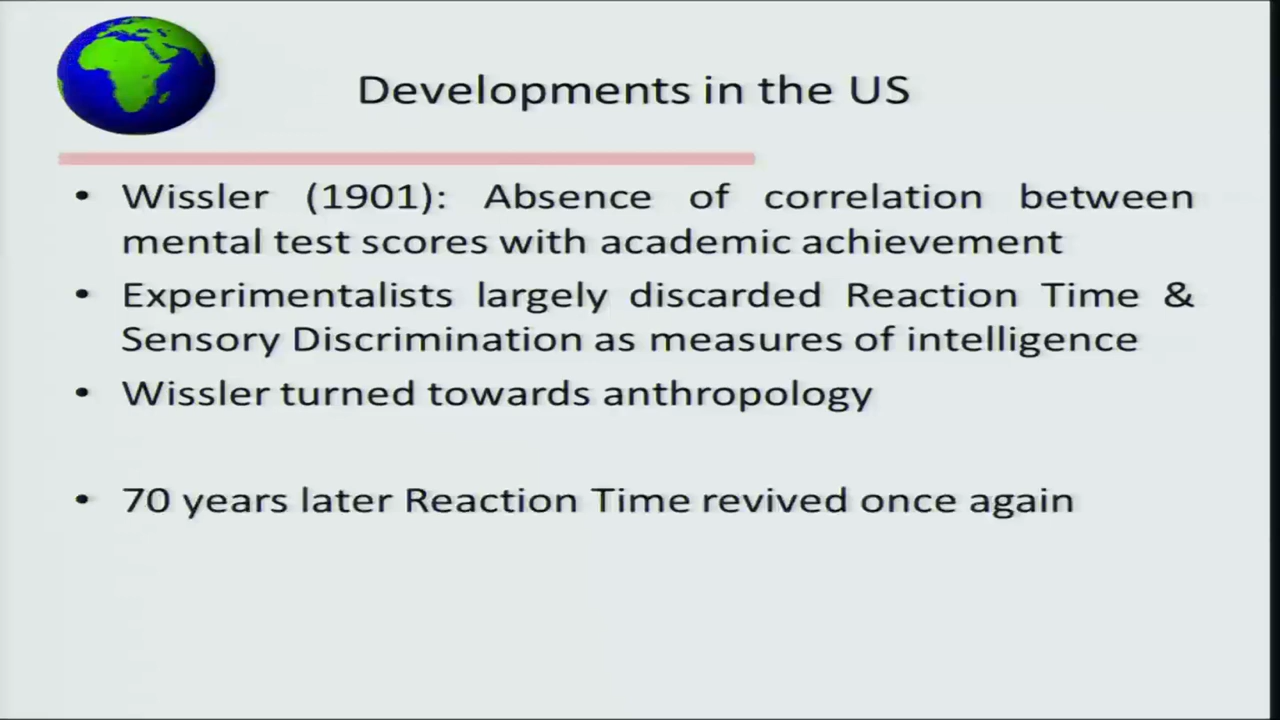 Developments in the US
• Wissler (1901): Absence of correlation between
mental test scores with academic achievement
• Experimentalists largely discarded Reaction Time &
Sensory Discrimination as measures of intelligence
• Wissler turned towards anthropology
• 70 years later Reaction Time revived once again